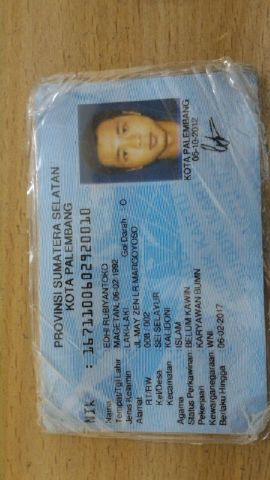 PROVINSI SUMATERA SELATAN
KOTA PALEMBANG
NIK : 1671100602920010
Nama EDHI RUBIYANTOKO
Tempat/Tgl Lahir MAGETAN, 06-02-1992
Jenis Kelamin LAKI-LAKI Gol Darah O
Alamat JL MAY ZEN LR MARGOYOSO
RT/RW 008 / 002
Kel/Desa SEI SELAYUR
Kecamatan KALIDONI
Agama ISLAM
Status Perkawinan: BELUM KAWIN
Pekerjaan KARYAWAN BUMN
Kewarganegaraan: WNI
Berlaku Hingga 06-02-2017
KOTA PALEMBANG
05-10-2012